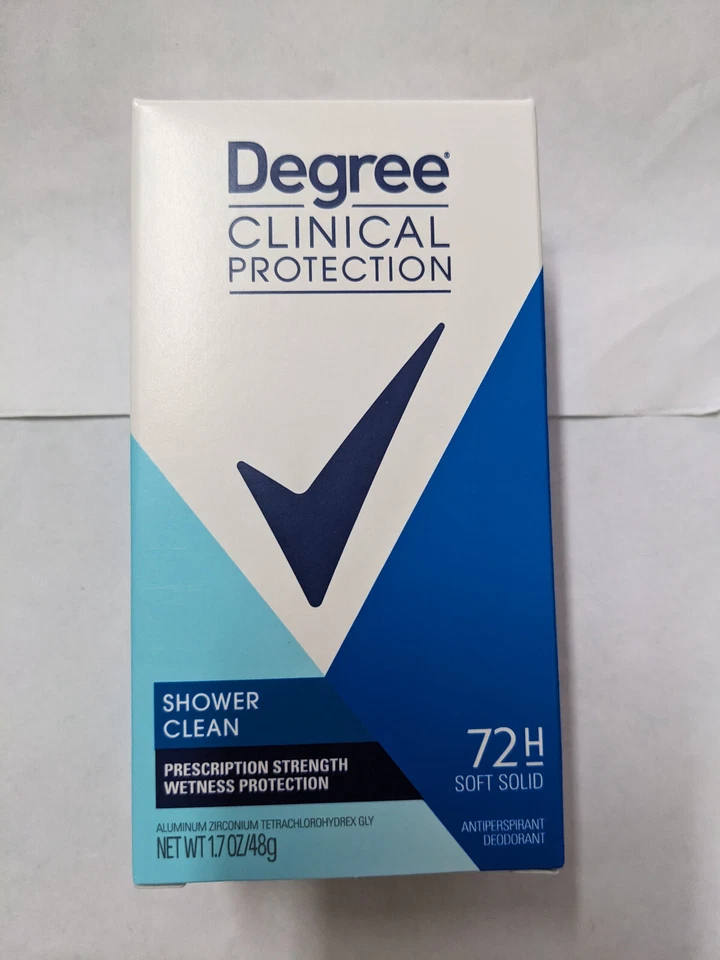 Degree®
CLINICAL
PROTECTION
SHOWER
CLEAN
PRESCRIPTION STRENGTH
WETNESS PROTECTION
72H
SOFT SOLID
ALUMINUM ZIRCONIUM TETRACHLOROHYDREX GLY
NET WT 1.7 OZ/48g
ANTIPERSPIRANT
DEODORANT